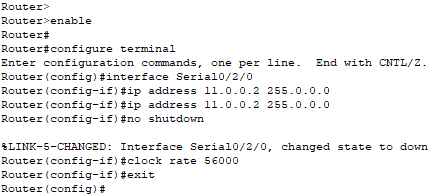 Router>
Router>enable
Router#
Router#configure terminal
Enter configuration commands, one per line.  End with CNTL/Z.
Router(config)#interface Serial0/2/0
Router(config-if)#ip address 11.0.0.2 255.0.0.0
Router(config-if)#ip address 11.0.0.2 255.0.0.0
Router(config-if)#no shutdown

%LINK-5-CHANGED: Interface Serial0/2/0, changed state to down
Router(config-if)#clock rate 56000
Router(config-if)#exit
Router(config)#